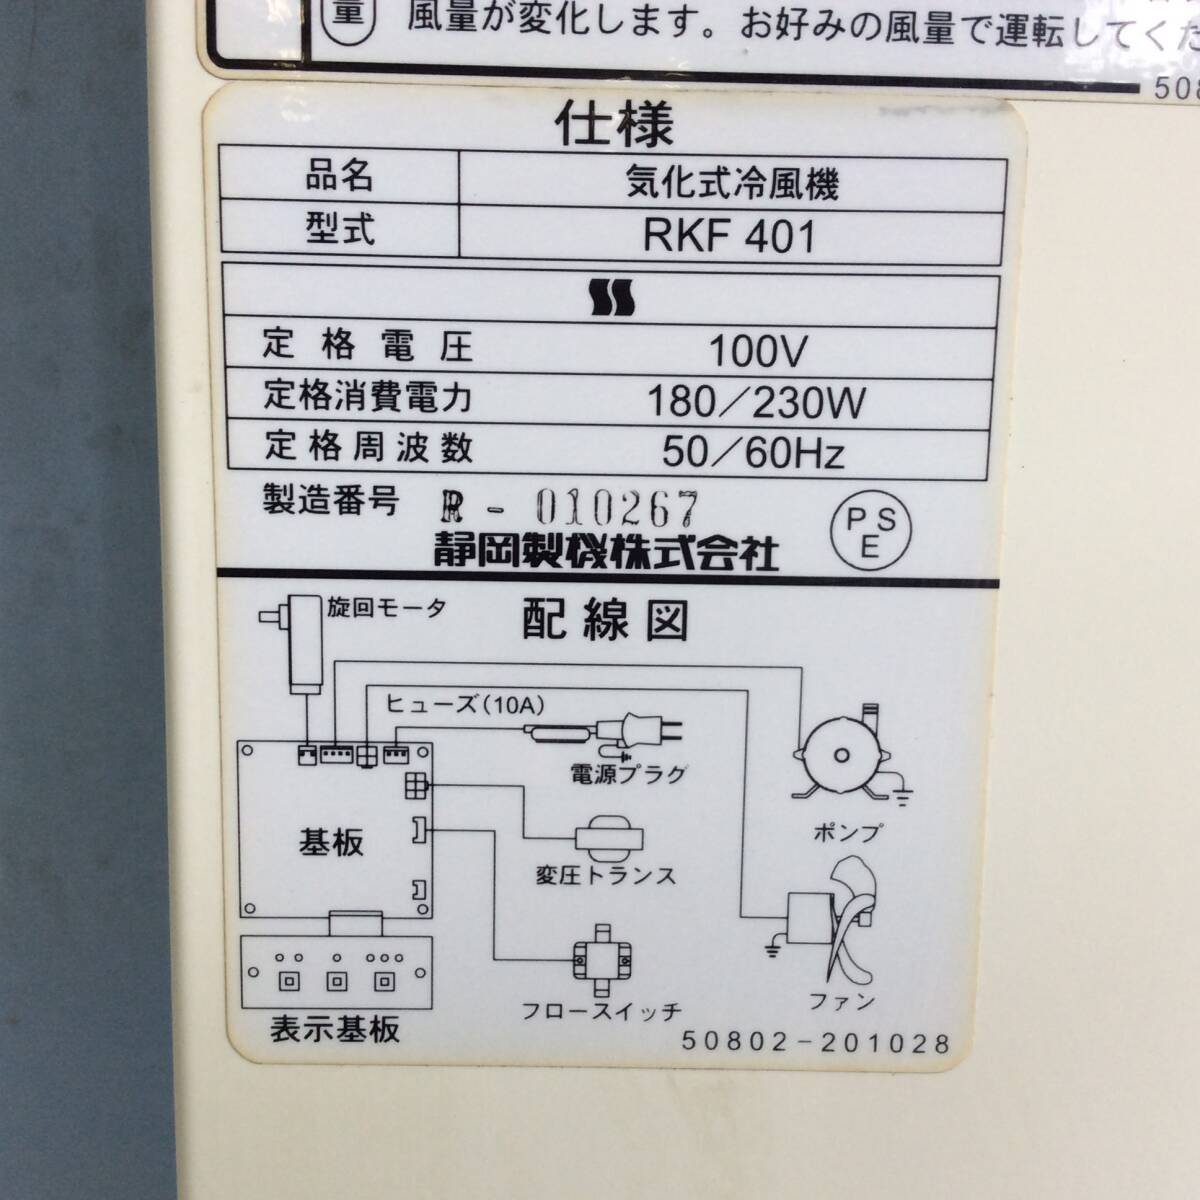 量
風量が変化します。お好みの風量で運転してくだ
508
仕様
品名 気化式冷風機
型式 RKF 401
定格電圧 100V
定格消費電力 180/230W
定格周波数 50/60Hz
製造番号 R-010267
PSE
静岡製機株式会社
配線図
旋回モータ
ヒューズ(10A)
電源プラグ
基板
ポンプ
変圧トランス
ファン
フロースイッチ
表示基板
50802-201028